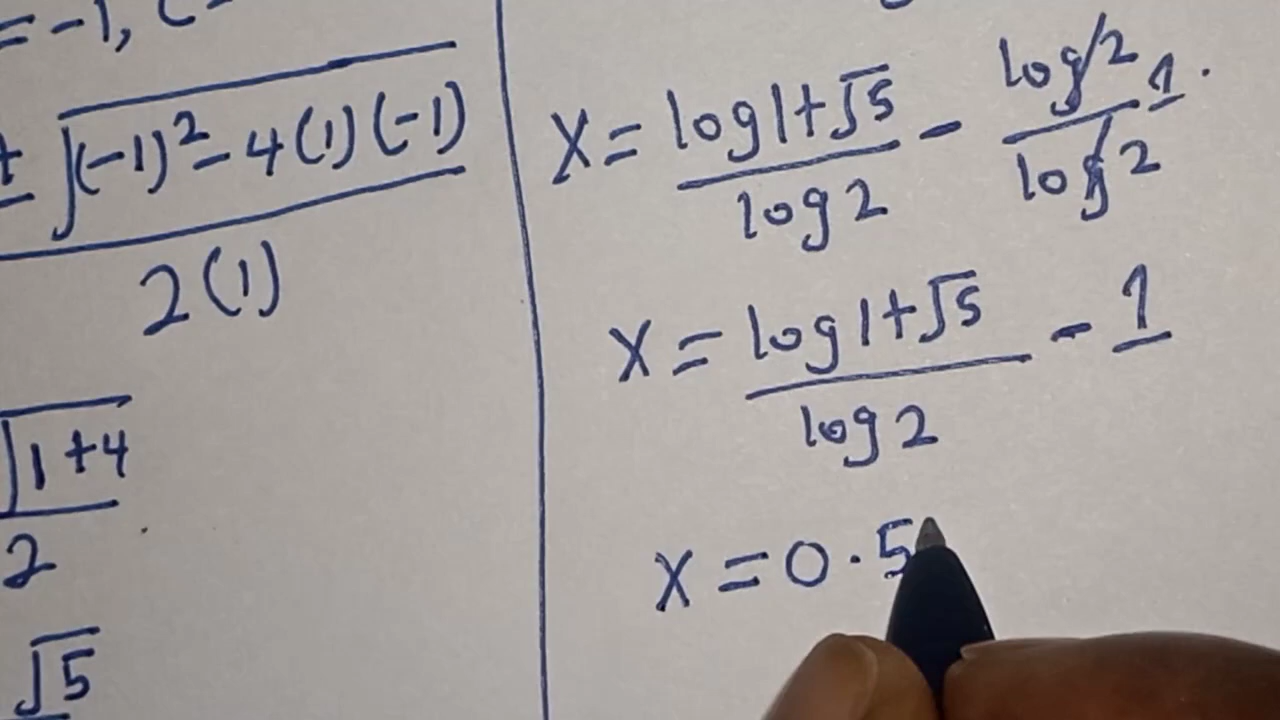 = -1, (
± √(-1)² - 4(1)(-1)
2(1)
√1+4
2
√5
X = log 1+√5 / log 2 - log 2 / log 2 1.
X = log 1+√5 / log 2 - 1
X = 0.5